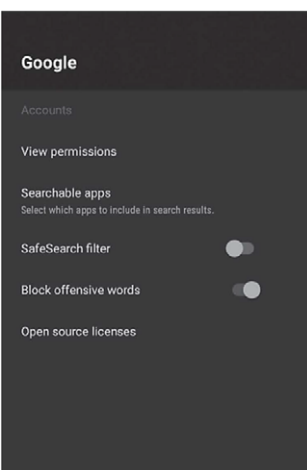 Google
Accounts
View permissions
Searchable apps
Select which apps to include in search results.
SafeSearch filter
Block offensive words
Open source licenses